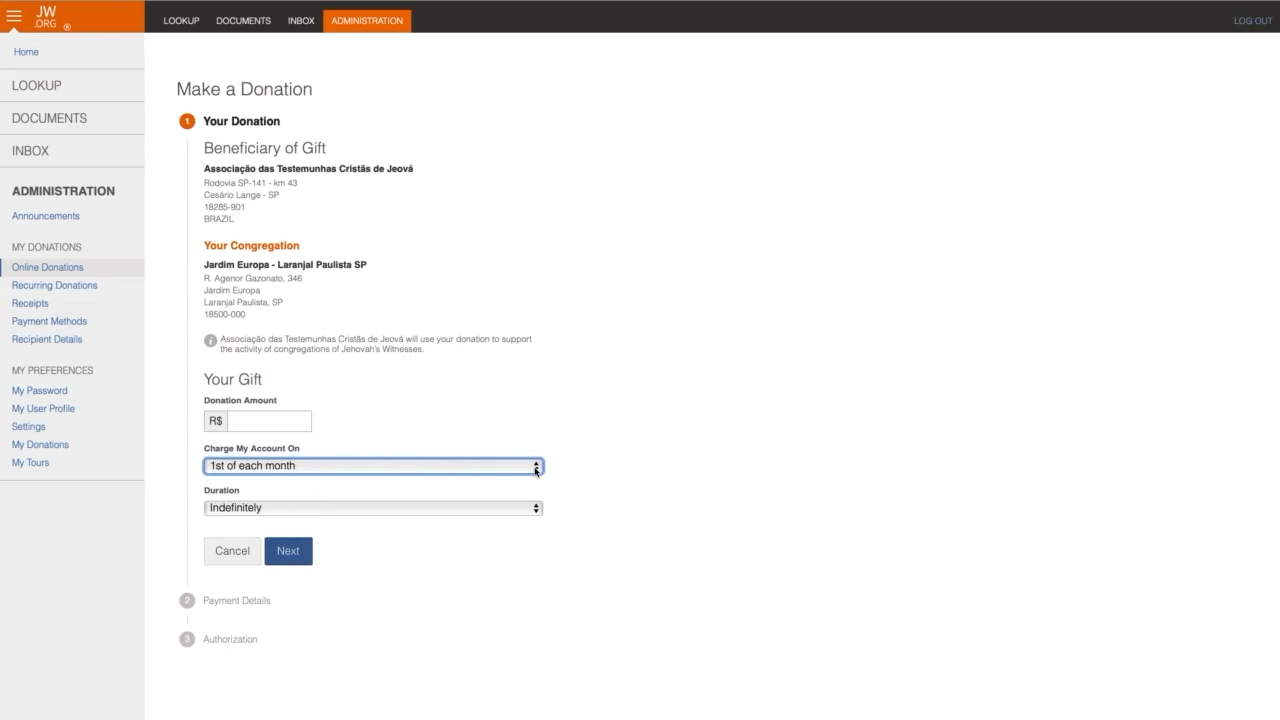 JW
.ORG ®
LOOKUP DOCUMENTS INBOX ADMINISTRATION
LOG OUT
Home
LOOKUP
DOCUMENTS
INBOX
ADMINISTRATION
Announcements
MY DONATIONS
Online Donations
Recurring Donations
Receipts
Payment Methods
Recipient Details
MY PREFERENCES
My Password
My User Profile
Settings
My Donations
My Tours
Make a Donation
1 Your Donation
Beneficiary of Gift
Associação das Testemunhas Cristãs de Jeová
Rodovia SP-141 - km 43
Cesário Lange - SP
18285-901
BRAZIL
Your Congregation
Jardim Europa - Laranjal Paulista SP
R. Agenor Gazonato, 346
Jardim Europa
Laranjal Paulista, SP
18500-000
i Associação das Testemunhas Cristãs de Jeová will use your donation to support
the activity of congregations of Jehovah's Witnesses.
Your Gift
Donation Amount
R$
Charge My Account On
1st of each month
Duration
Indefinitely
Cancel Next
2 Payment Details
3 Authorization